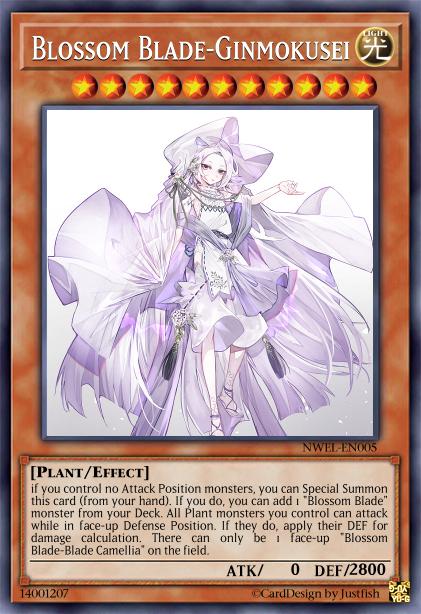 BLOSSOM BLADE-GINMOKUSEI
LIGHT
光
NWEL-EN005
[PLANT/EFFECT]
if you control no Attack Position monsters, you can Special Summon
this card (from your hand). If you do, you can add 1 "Blossom Blade"
monster from your Deck. All Plant monsters you control can attack
while in face-up Defense Position. If they do, apply their DEF for
damage calculation. There can only be 1 face-up "Blossom
Blade-Blade Camellia" on the field.
ATK/ 0 DEF/2800
14001207
©CardDesign by Justfish